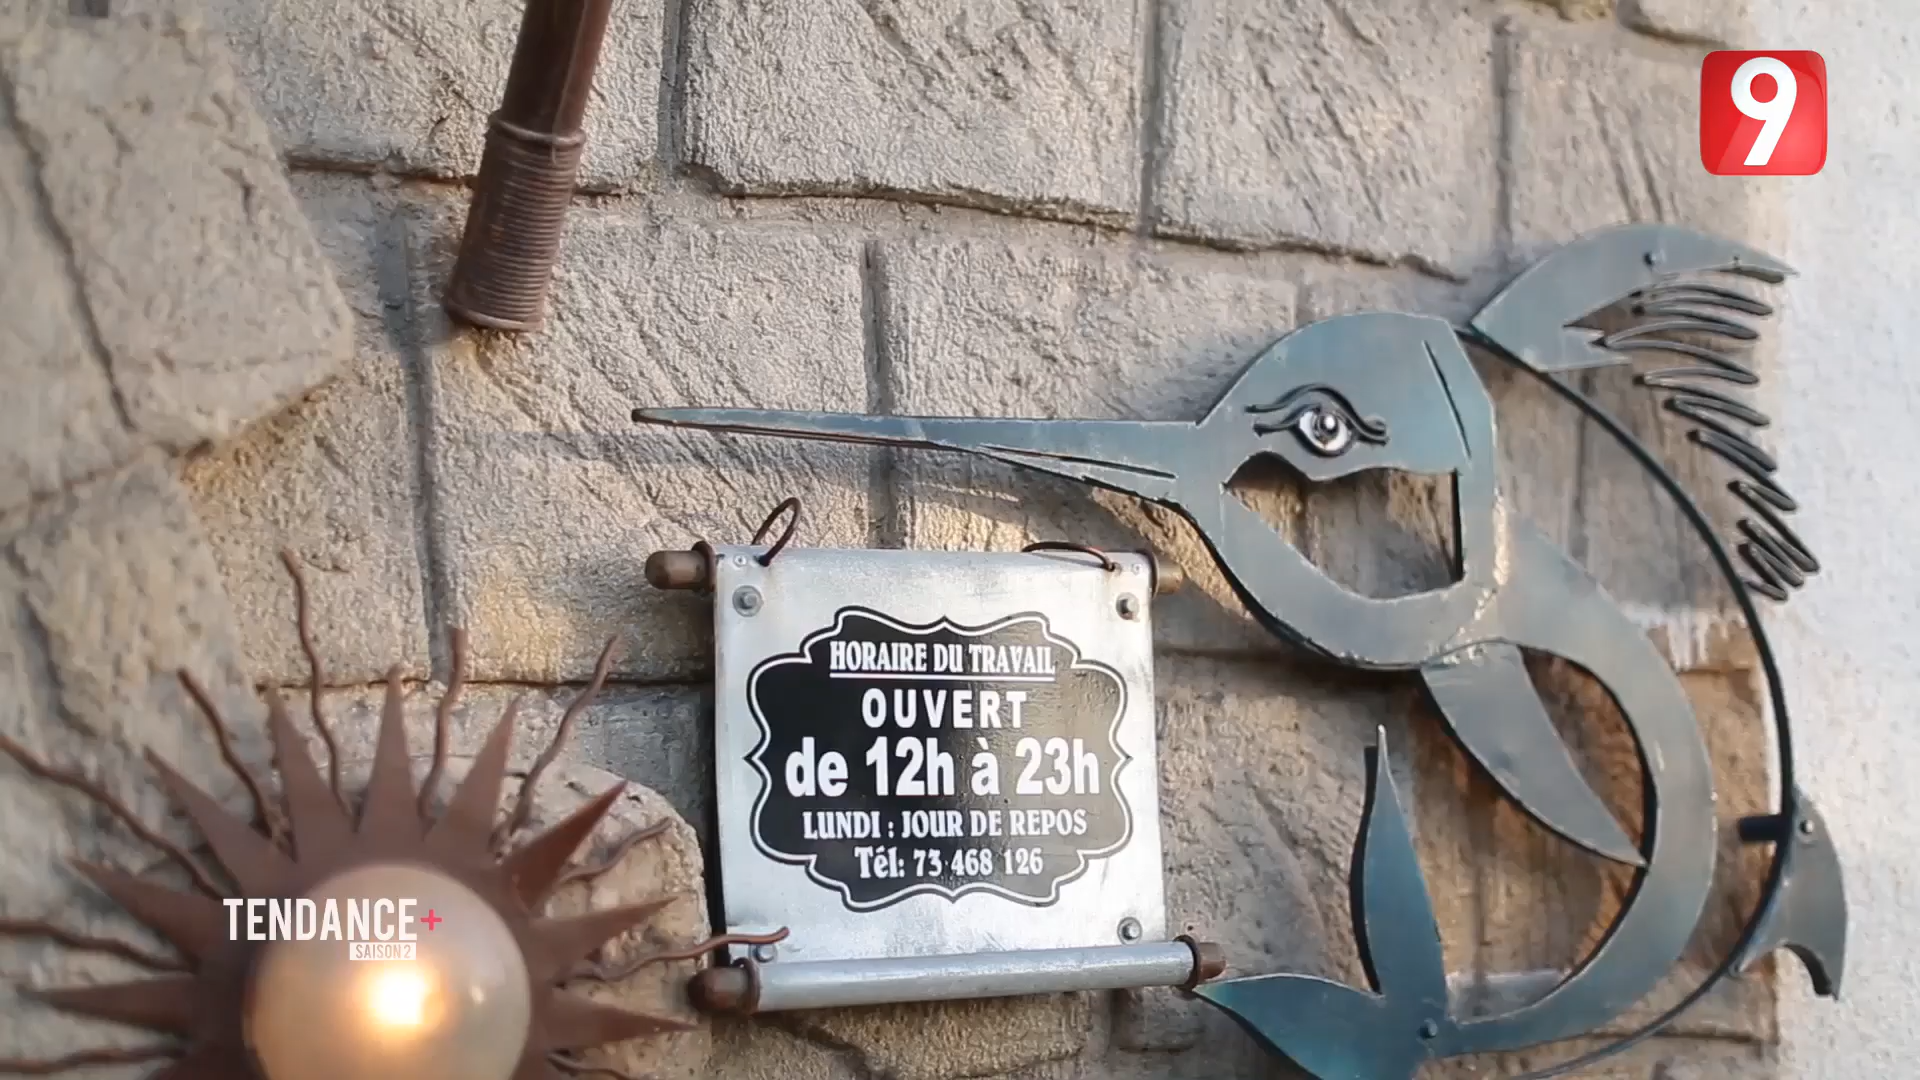 9
HORAIRE DU TRAVAIL
OUVERT
de 12h à 23h
LUNDI : JOUR DE REPOS
Tél: 73 468 126
TENDANCE+
SAISON 2